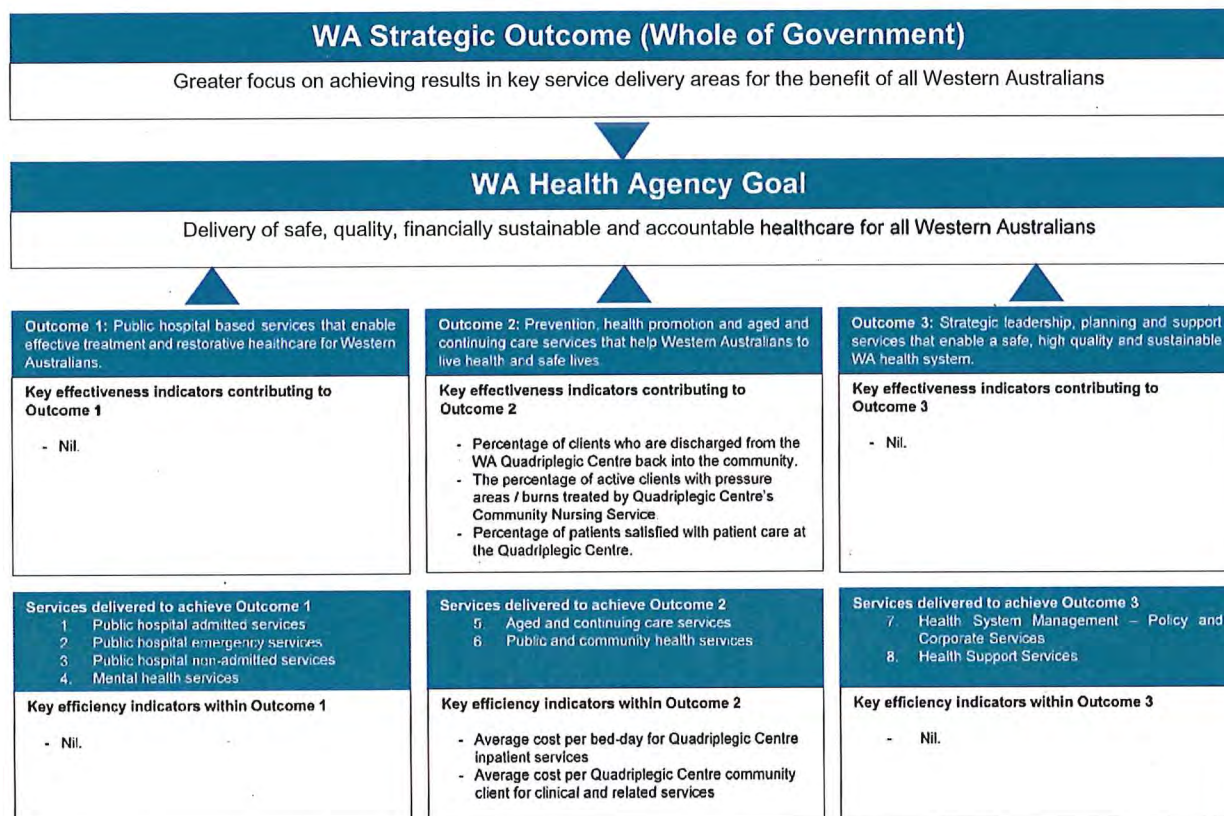 WA Strategic Outcome (Whole of Government)
Greater focus on achieving results in key service delivery areas for the benefit of all Western Australians
WA Health Agency Goal
Delivery of safe, quality, financially sustainable and accountable healthcare for all Western Australians
Outcome 1: Public hospital based services that enable
effective treatment and restorative healthcare for Western
Australians.
Key effectiveness indicators contributing to
Outcome 1
- Nil.
Services delivered to achieve Outcome 1
1. Public hospital admitted services
2. Public hospital emergency services
3. Public hospital non-admitted services
4. Mental health services
Key efficiency indicators within Outcome 1
- Nil.
Outcome 2: Prevention, health promotion and aged and
continuing care services that help Western Australians to
live health and safe lives
Key effectiveness indicators contributing to
Outcome 2
- Percentage of clients who are discharged from the
WA Quadriplegic Centre back into the community.
- The percentage of active clients with pressure
areas / burns treated by Quadriplegic Centre's
Community Nursing Service
- Percentage of patients satisfied with patient care at
the Quadriplegic Centre.
Services delivered to achieve Outcome 2
5. Aged and continuing care services
6. Public and community health services
Key efficiency indicators within Outcome 2
- Average cost per bed-day for Quadriplegic Centre
inpatient services
- Average cost per Quadriplegic Centre community
client for clinical and related services
Outcome 3: Strategic leadership, planning and support
services that enable a safe, high quality and sustainable
WA health system.
Key effectiveness indicators contributing to
Outcome 3
- Nil.
Services delivered to achieve Outcome 3
7. Health System Management – Policy and
Corporate Services
8. Health Support Services
Key efficiency indicators within Outcome 3
- Nil.